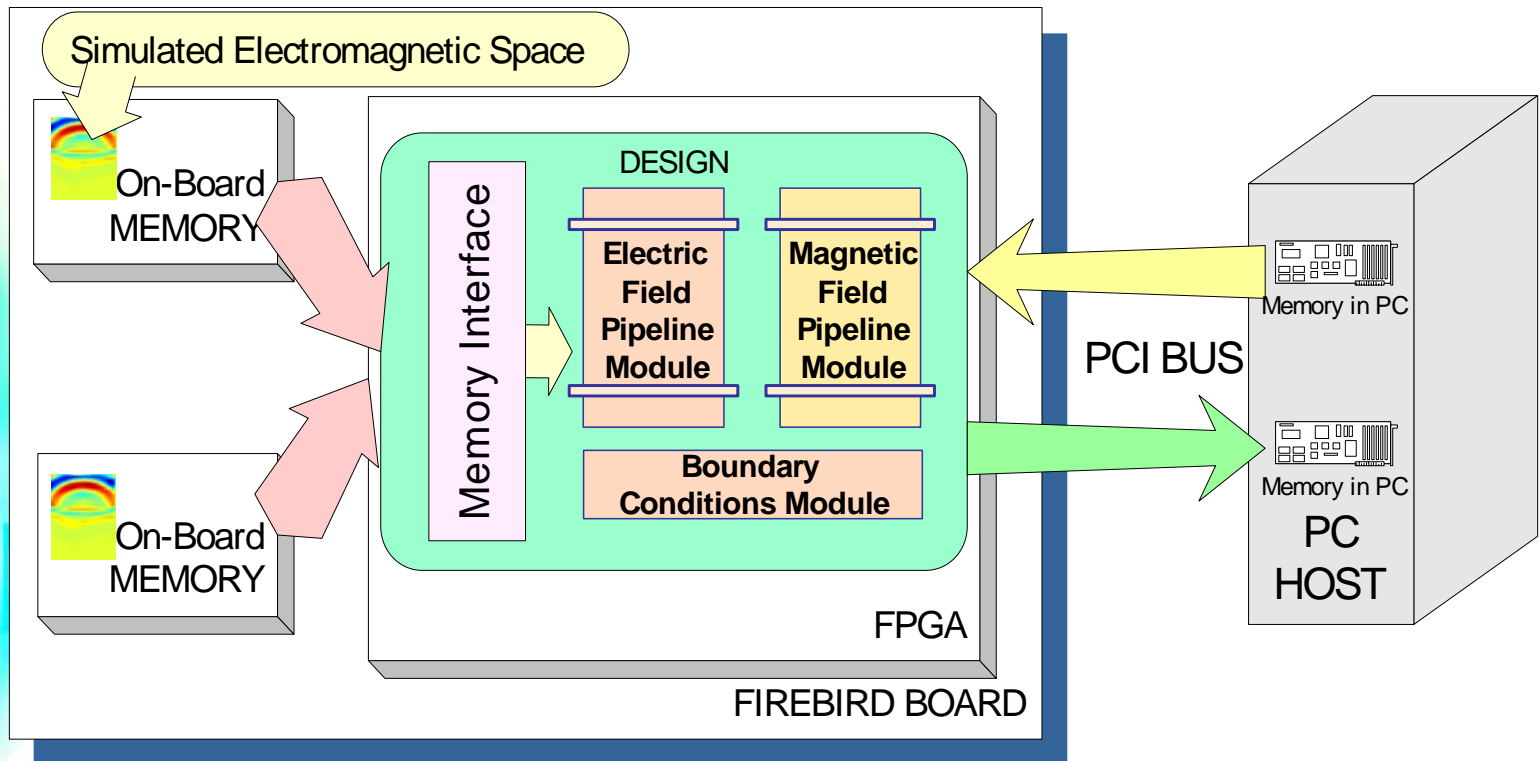 Simulated Electromagnetic Space
On-Board
MEMORY
On-Board
MEMORY
DESIGN
Memory Interface
Electric
Field
Pipeline
Module
Magnetic
Field
Pipeline
Module
Boundary
Conditions Module
FPGA
FIREBIRD BOARD
PCI BUS
Memory in PC
Memory in PC
PC
HOST